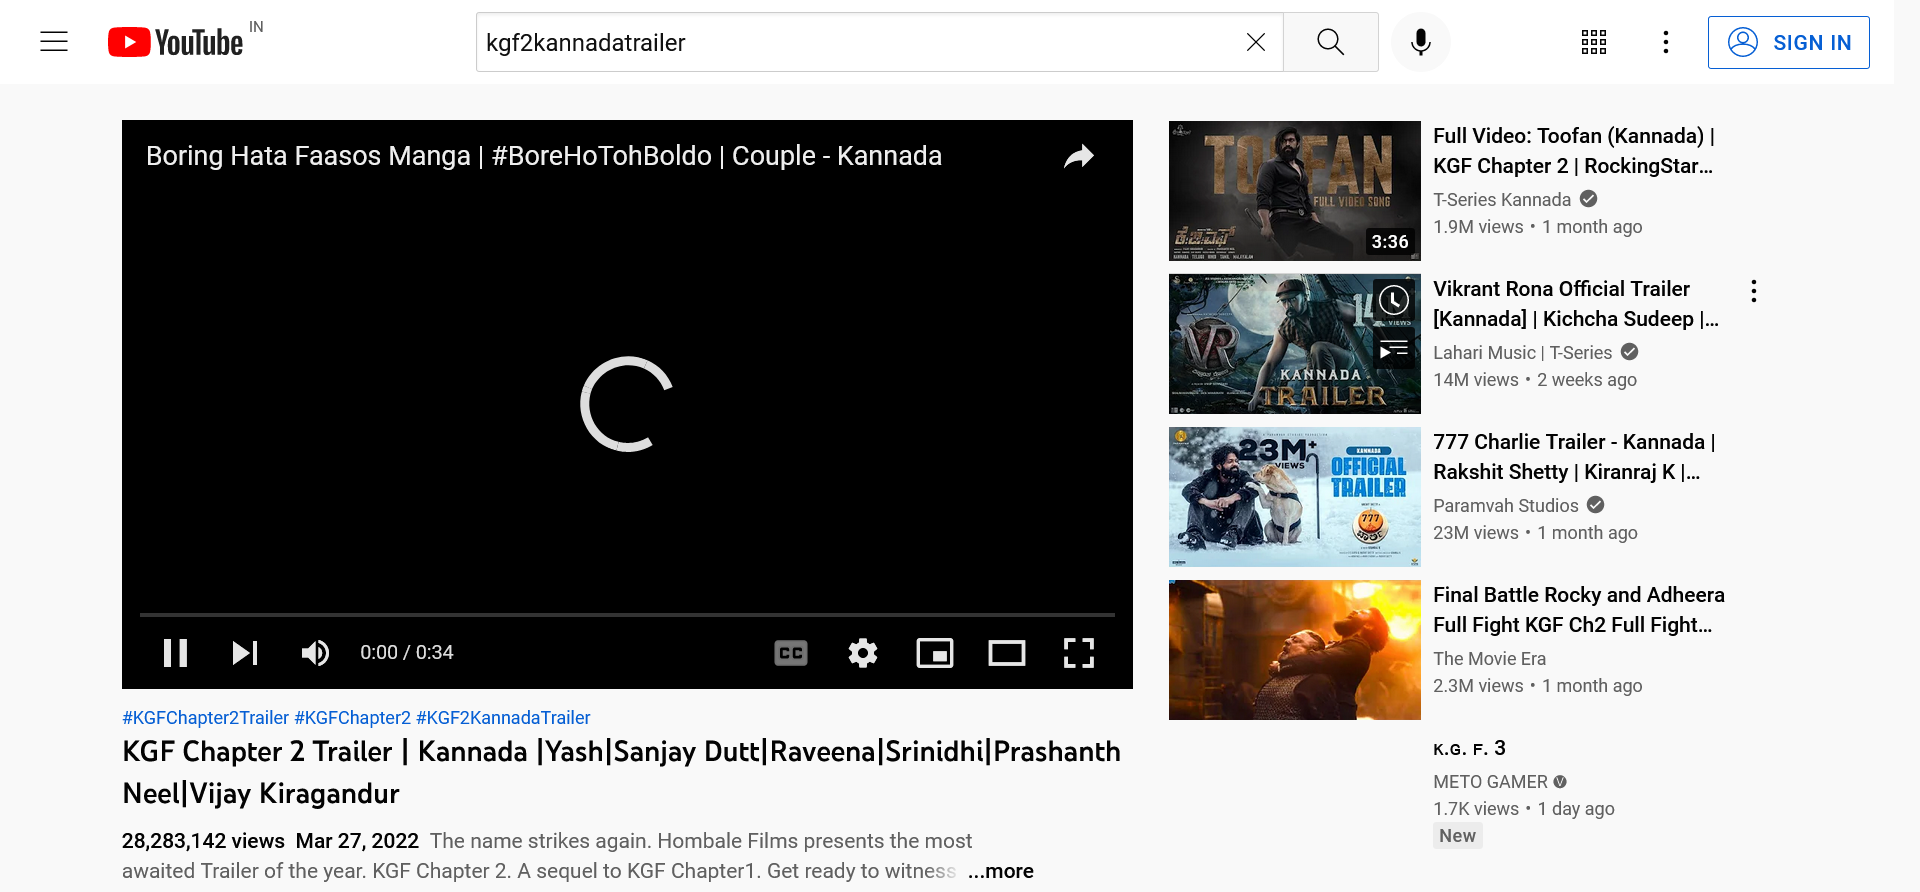 YouTube IN
kgf2kannadatrailer
SIGN IN
Boring Hata Faasos Manga | #BoreHoTohBoldo | Couple - Kannada
0:00 / 0:34
CC
#KGFChapter2Trailer #KGFChapter2 #KGF2KannadaTrailer
KGF Chapter 2 Trailer | Kannada |Yash|Sanjay Dutt|Raveena|Srinidhi|Prashanth
Neel|Vijay Kiragandur
28,283,142 views Mar 27, 2022 The name strikes again. Hombale Films presents the most
awaited Trailer of the year. KGF Chapter 2. A sequel to KGF Chapter1. Get ready to witness ...more
TOOFAN
FULL VIDEO SONG
ಕೆ.ಜಿ.ಎಫ್
3:36
Full Video: Toofan (Kannada) |
KGF Chapter 2 | RockingStar...
T-Series Kannada
1.9M views • 1 month ago
VR
VIEWS
KANNADA
TRAILER
Vikrant Rona Official Trailer
[Kannada] | Kichcha Sudeep |...
Lahari Music | T-Series
14M views • 2 weeks ago
23M+
VIEWS
KANNADA
OFFICIAL
TRAILER
777
ಚಾರ್ಲಿ
777 Charlie Trailer - Kannada |
Rakshit Shetty | Kiranraj K |...
Paramvah Studios
23M views • 1 month ago
Final Battle Rocky and Adheera
Full Fight KGF Ch2 Full Fight...
The Movie Era
2.3M views • 1 month ago
ᴋ.ɢ. ꜰ. 3
METO GAMER
1.7K views • 1 day ago
New